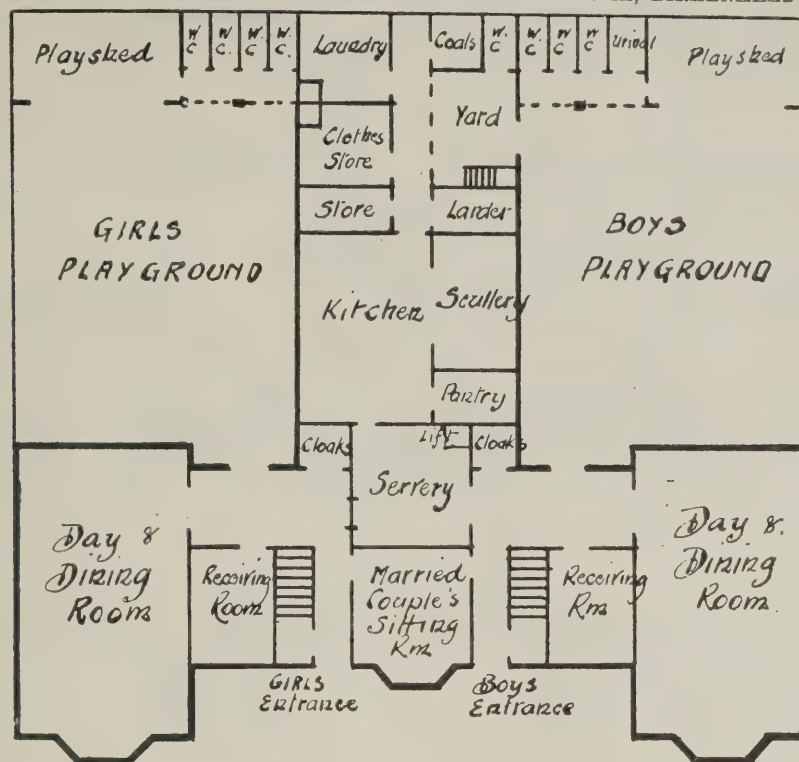 Playshed
W C
W C.
W. C
W. C.
Laundry
Coals
W. C
W. C
W C
W C
Urinal
Playshed
Clothes
Store
Yard
Store
Larder
GIRLS
PLAYGROUND
BOYS
PLAYGROUND
Kitchen
Scullery
Pantry
Cloaks
Lift
Cloaks
Serrery
Day &
Dining
Room
Receiving
Room
Married
Couple's
Sitting
Rm
Receiving
Rm
Day &.
Dining
Room
GIRLS
Entrance
Boys
Entrance